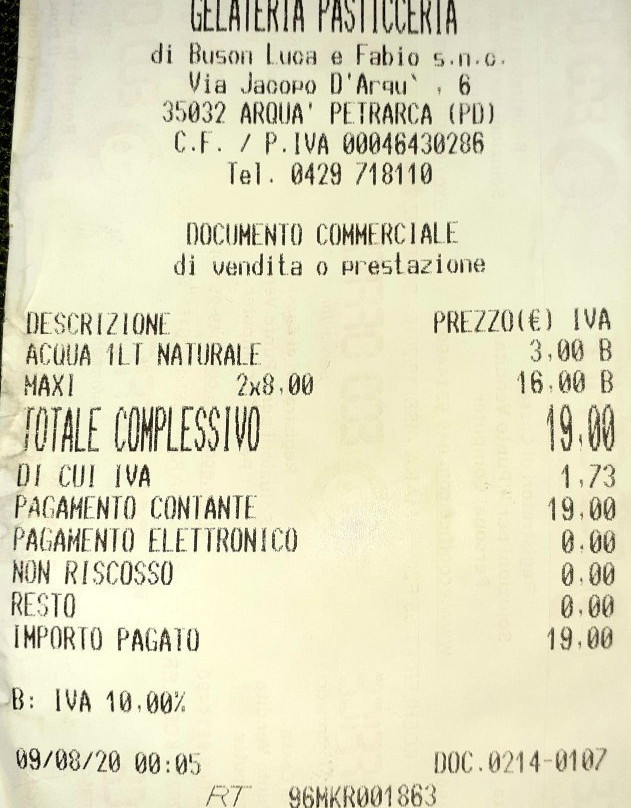 GELATERIA PASTICCERIA
di Buson Luca e Fabio s.n.c.
Via Jacopo D'Arqu` , 6
35032 ARQUA' PETRARCA (PD)
C.F. / P.IVA 00046430286
Tel. 0429 718110
DOCUMENTO COMMERCIALE
di vendita o prestazione
DESCRIZIONE PREZZO(€) IVA
ACQUA 1LT NATURALE 3,00 B
MAXI 2x8,00 16,00 B
TOTALE COMPLESSIVO 19,00
DI CUI IVA 1,73
PAGAMENTO CONTANTE 19,00
PAGAMENTO ELETTRONICO 0,00
NON RISCOSSO 0,00
RESTO 0,00
IMPORTO PAGATO 19,00
B: IVA 10,00%
09/08/20 00:05 DOC.0214-0107
RT 96MKR001863